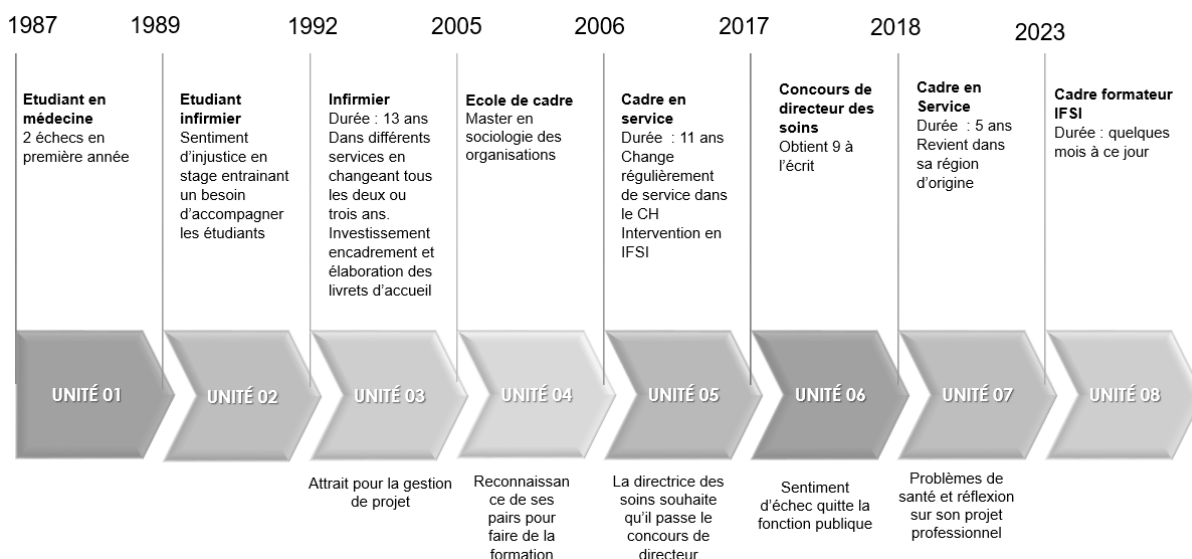 1987
1989
1992
2005
2006
2017
2018
2023
Etudiant en
médecine
2 échecs en
première année
Etudiant
infirmier
Sentiment
d'injustice en
stage entrainant
un besoin
d'accompagner
les étudiants
Infirmier
Durée : 13 ans
Dans différents
services en
changeant tous
les deux ou
trois ans.
Investissement
encadrement et
élaboration des
livrets d'accueil
Ecole de cadre
Master en
sociologie des
organisations
Cadre en
service
Durée : 11 ans
Change
régulièrement
de service dans
le CH
Intervention en
IFSI
Concours de
directeur des
soins
Obtient 9 à
l'écrit
Cadre en
Service
Durée : 5 ans
Revient dans
sa région
d'origine
Cadre formateur
IFSI
Durée : quelques
mois à ce jour
UNITÉ 01
UNITÉ 02
UNITÉ 03
UNITÉ 04
UNITÉ 05
UNITÉ 06
UNITÉ 07
UNITÉ 08
Attrait pour la gestion
de projet
Reconnaissan
ce de ses
pairs pour
faire de la
formation
La directrice des
soins souhaite
qu'il passe le
concours de
directeur
Sentiment
d'échec quitte la
fonction publique
Problèmes de
santé et réflexion
sur son projet
professionnel